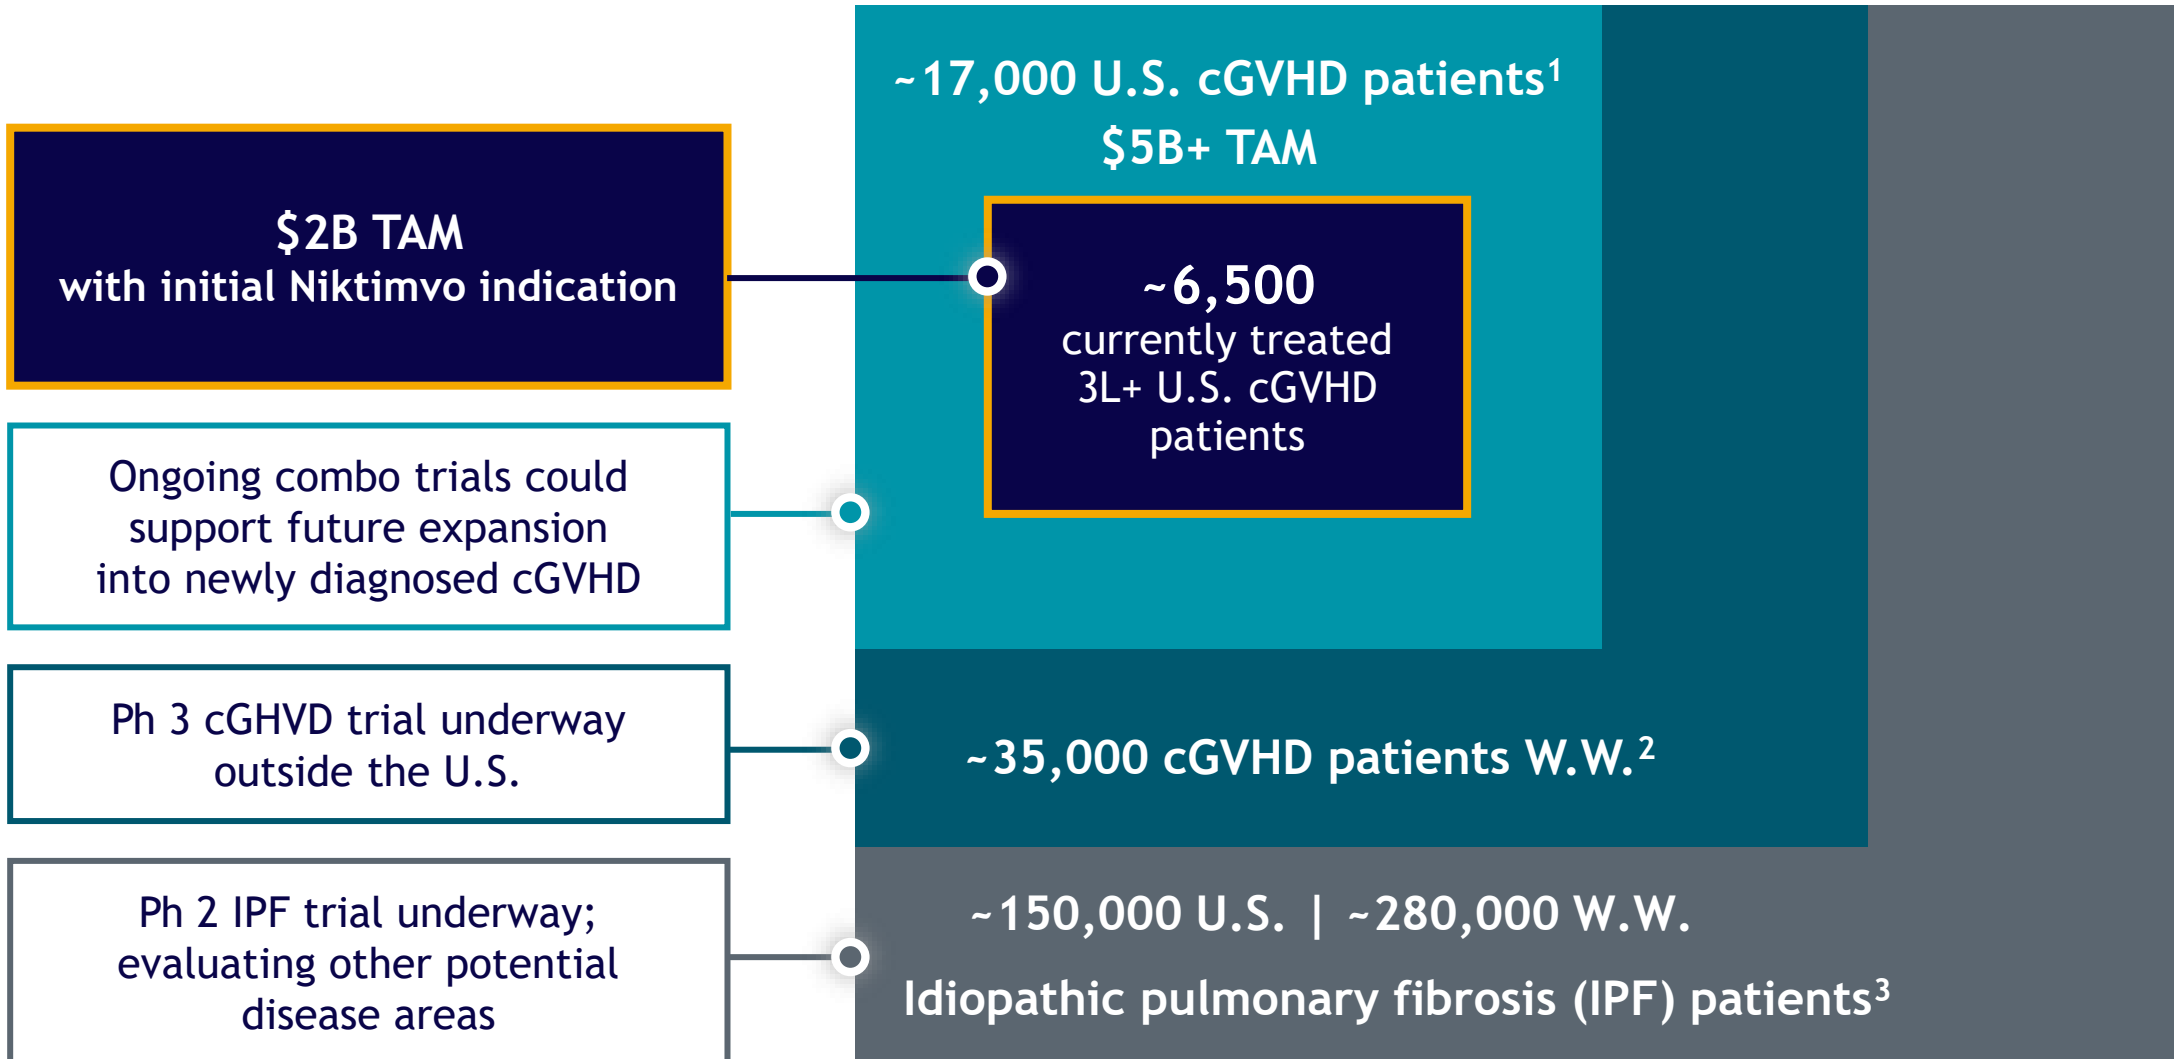 $2B TAM
with initial Niktimvo indication
Ongoing combo trials could
support future expansion
into newly diagnosed cGVHD
Ph 3 cGHVD trial underway
outside the U.S.
Ph 2 IPF trial underway;
evaluating other potential
disease areas
~17,000 U.S. cGVHD patients¹
$5B+ TAM
~6,500
currently treated
3L+ U.S. cGVHD
patients
~35,000 cGVHD patients W.W.²
~150,000 U.S. | ~280,000 W.W.
Idiopathic pulmonary fibrosis (IPF) patients³